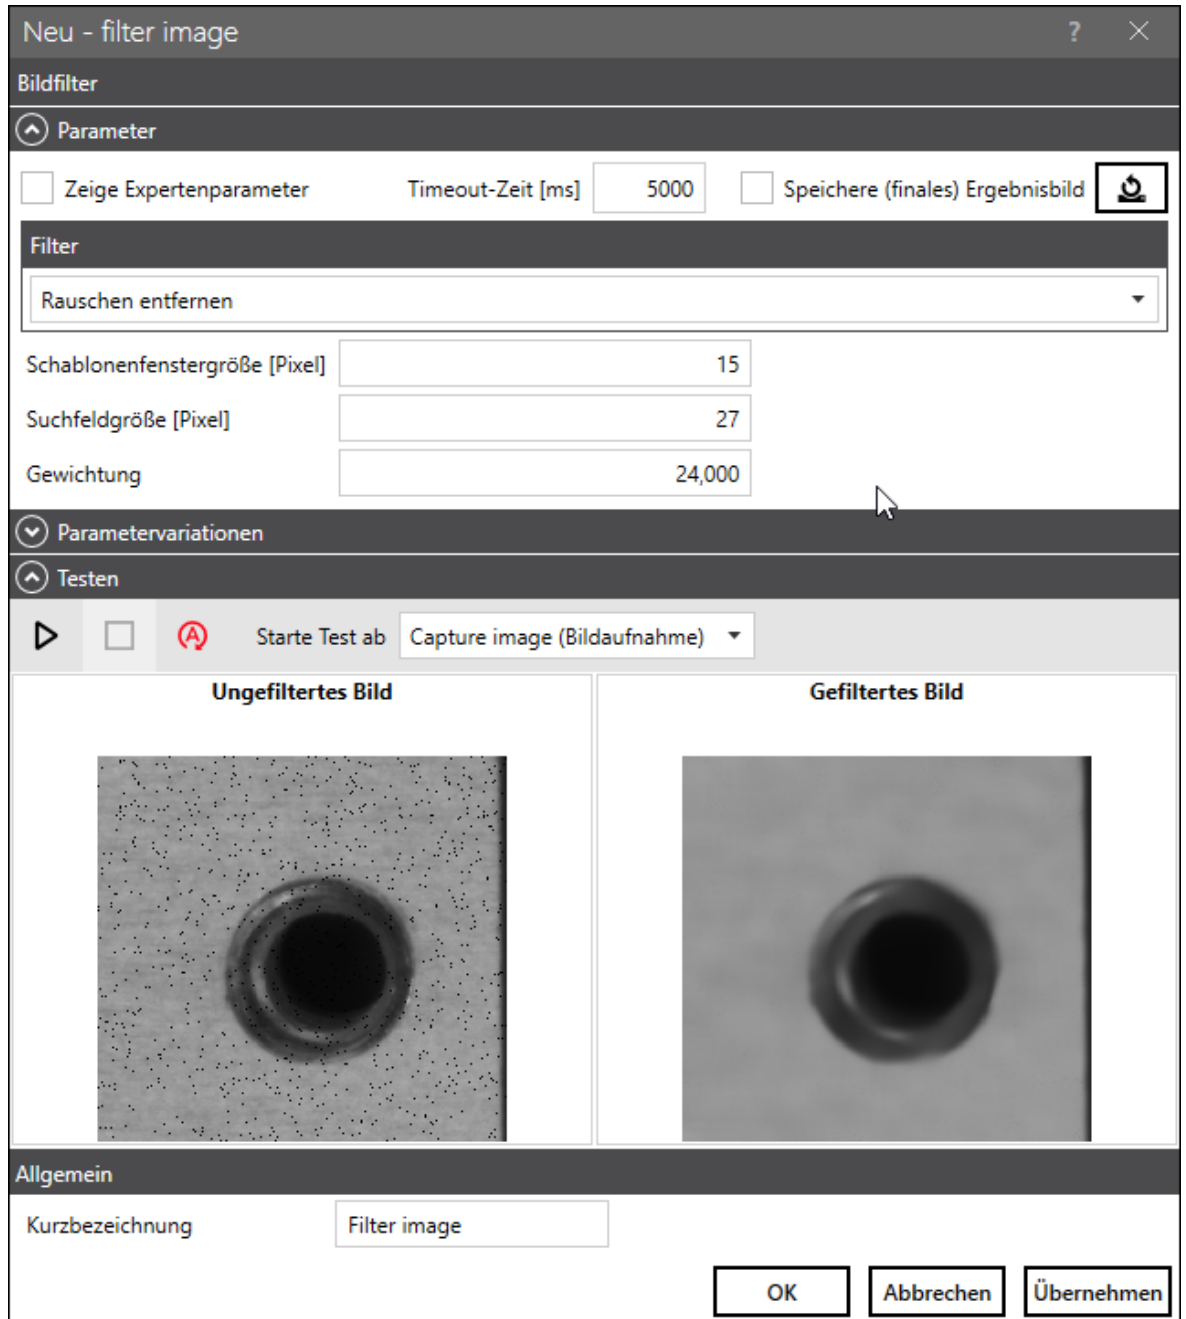 Neu - filter image ?
Bildfilter
Parameter
Zeige Expertenparameter Timeout-Zeit [ms] 5000 Speichere (finales) Ergebnisbild
Filter
Rauschen entfernen
Schablonenfenstergröße [Pixel] 15
Suchfeldgröße [Pixel] 27
Gewichtung 24,000
Parametervariationen
Testen
A Starte Test ab Capture image (Bildaufnahme)
Ungefiltertes Bild Gefiltertes Bild
Allgemein
Kurzbezeichnung Filter image
OK Abbrechen Übernehmen